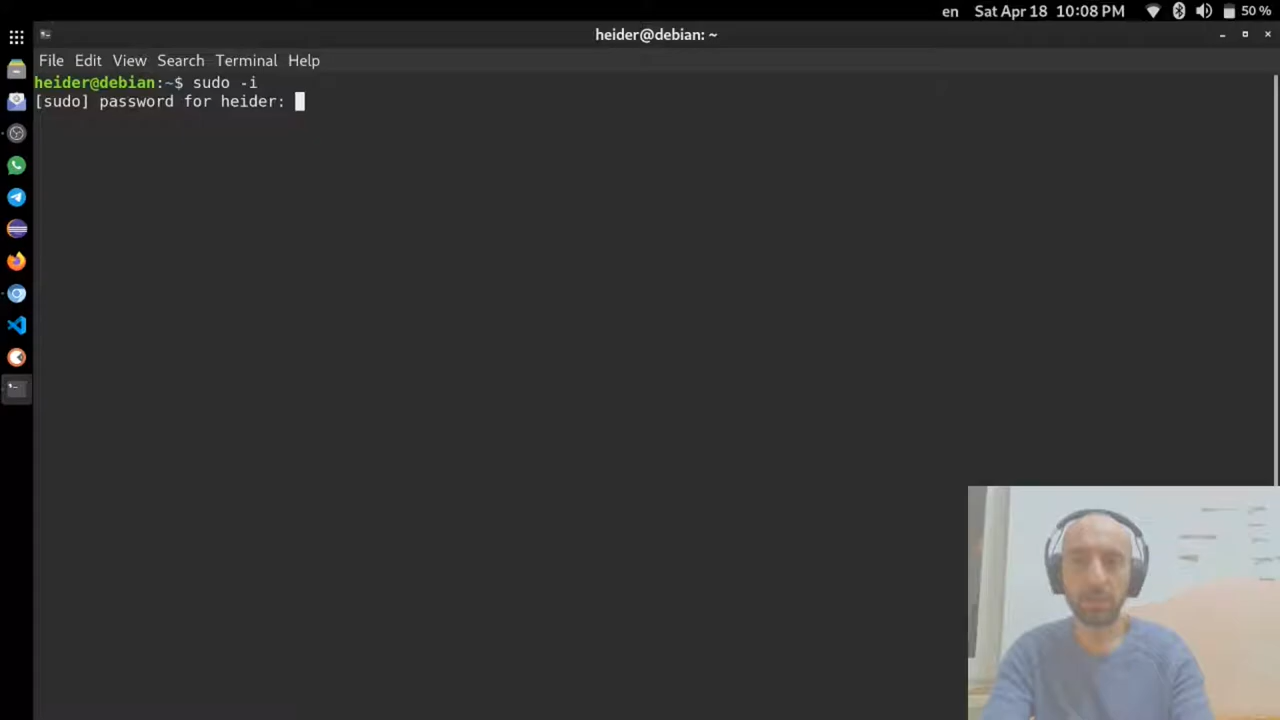 en Sat Apr 18 10:08 PM 50 %
heider@debian: ~
File Edit View Search Terminal Help
heider@debian:~$ sudo -i
[sudo] password for heider: